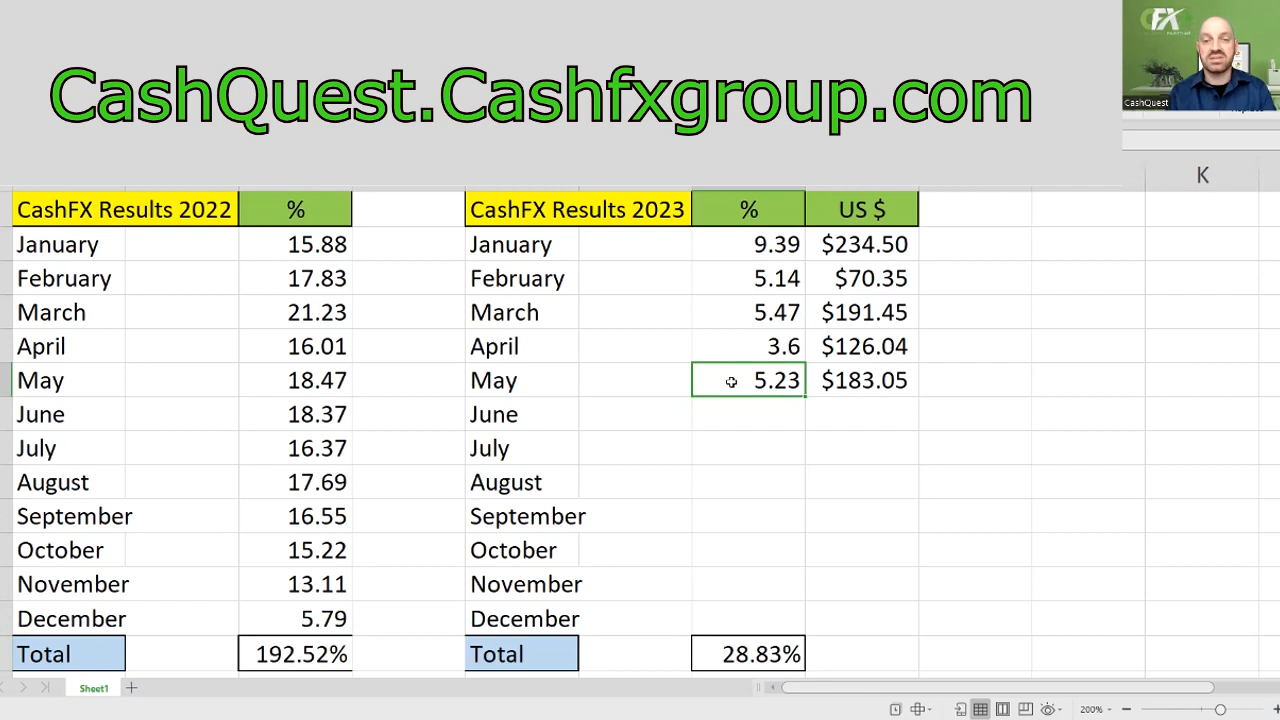 CashQuest.Cashfxgroup.com
CFX
CashQuest
K
CashFX Results 2022 %
January 15.88
February 17.83
March 21.23
April 16.01
May 18.47
June 18.37
July 16.37
August 17.69
September 16.55
October 15.22
November 13.11
December 5.79
Total 192.52%
CashFX Results 2023 % US $
January 9.39 $234.50
February 5.14 $70.35
March 5.47 $191.45
April 3.6 $126.04
May 5.23 $183.05
June
July
August
September
October
November
December
Total 28.83%
Sheet1
200%